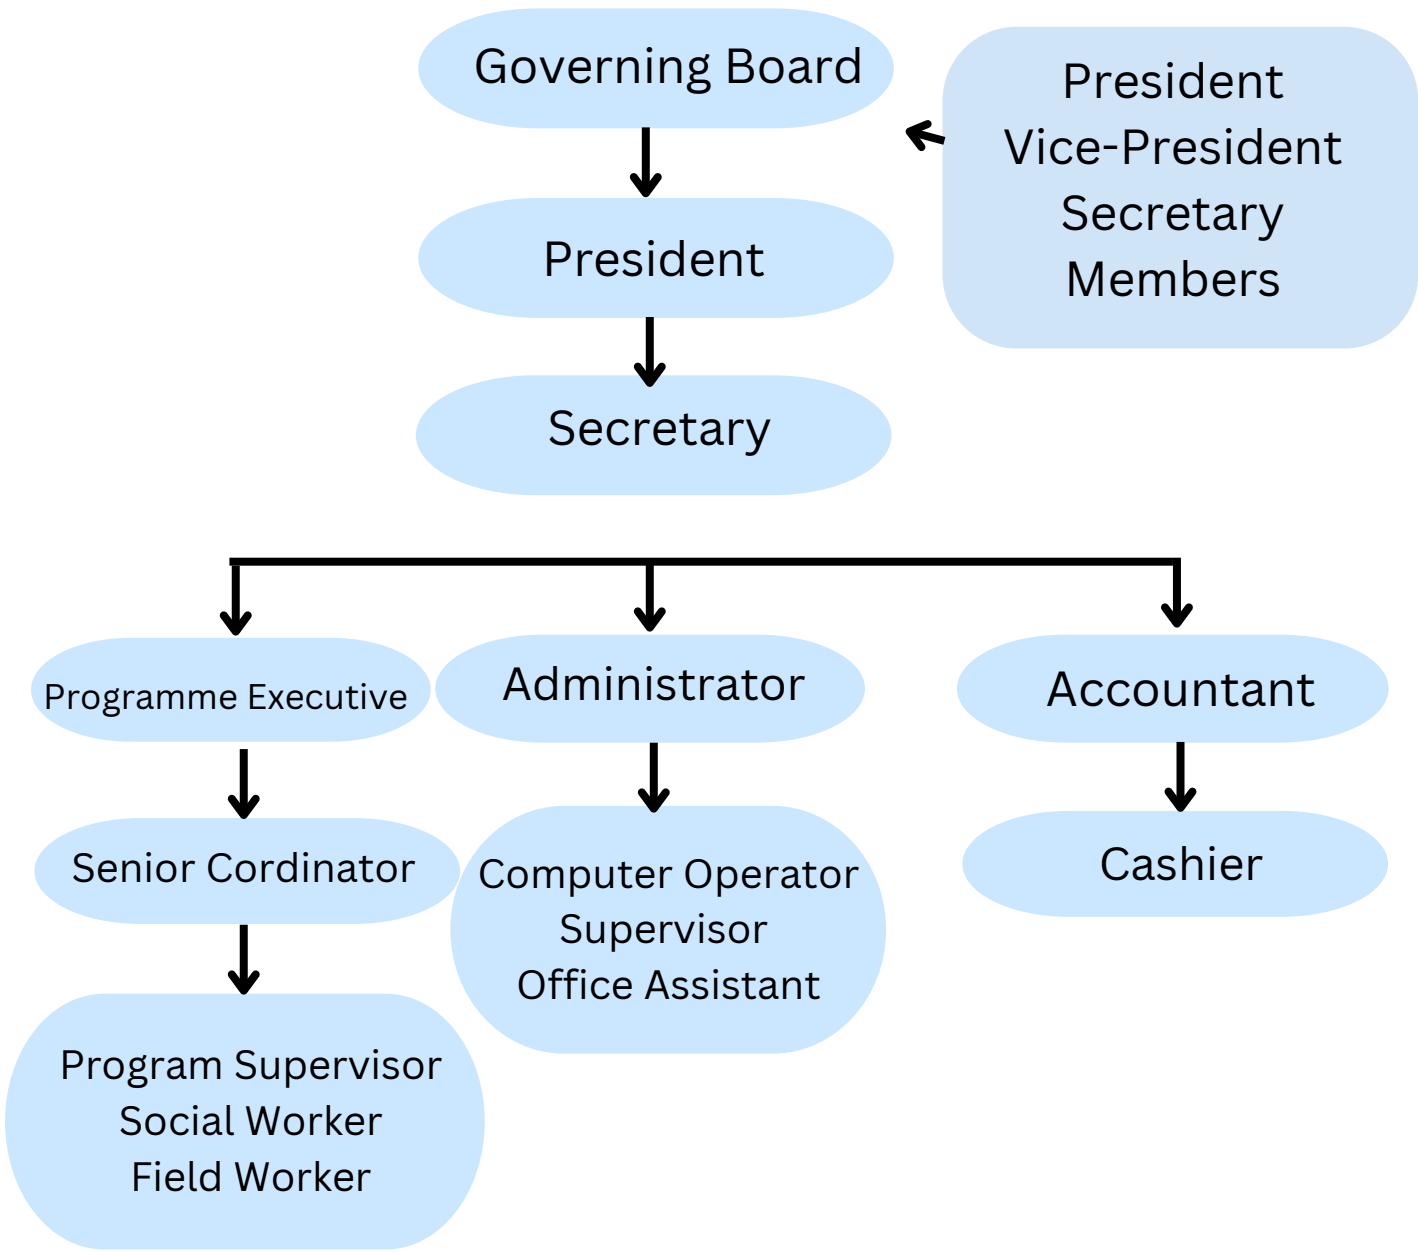 Governing Board
President
Vice-President
Secretary
Members
President
Secretary
Programme Executive
Administrator
Accountant
Senior Cordinator
Computer Operator
Supervisor
Office Assistant
Cashier
Program Supervisor
Social Worker
Field Worker